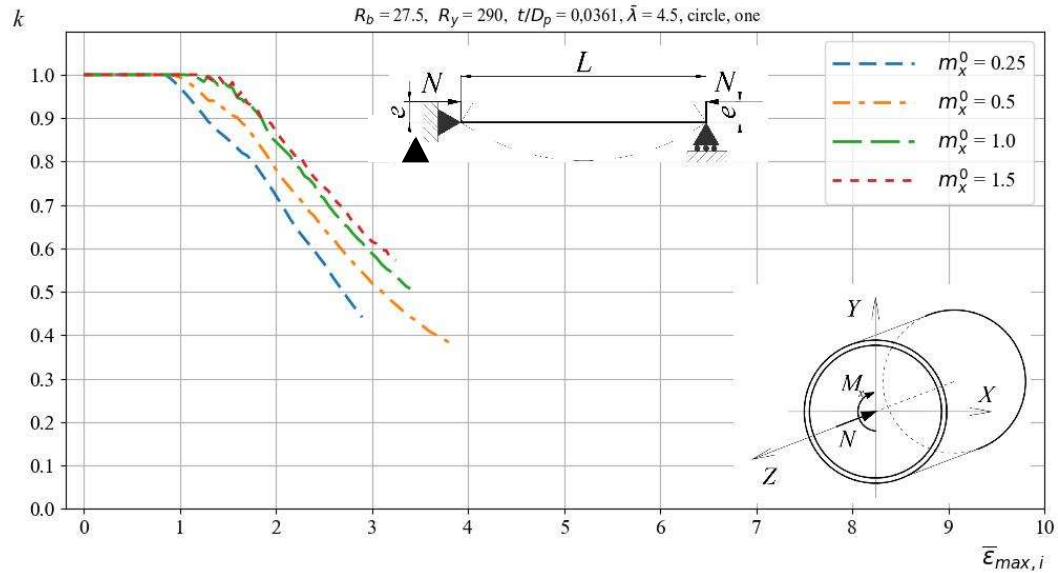 R_b = 27.5, R_y = 290, t/D_p = 0,0361, λ̄ = 4.5, circle, one
k
1.0
0.9
0.8
0.7
0.6
0.5
0.4
0.3
0.2
0.1
0.0
0 1 2 3 4 5 6 7 8 9 10
ε̅_max,i
N L N
e e
m_x^0 = 0.25
m_x^0 = 0.5
m_x^0 = 1.0
m_x^0 = 1.5
Y
M_x X
N
Z